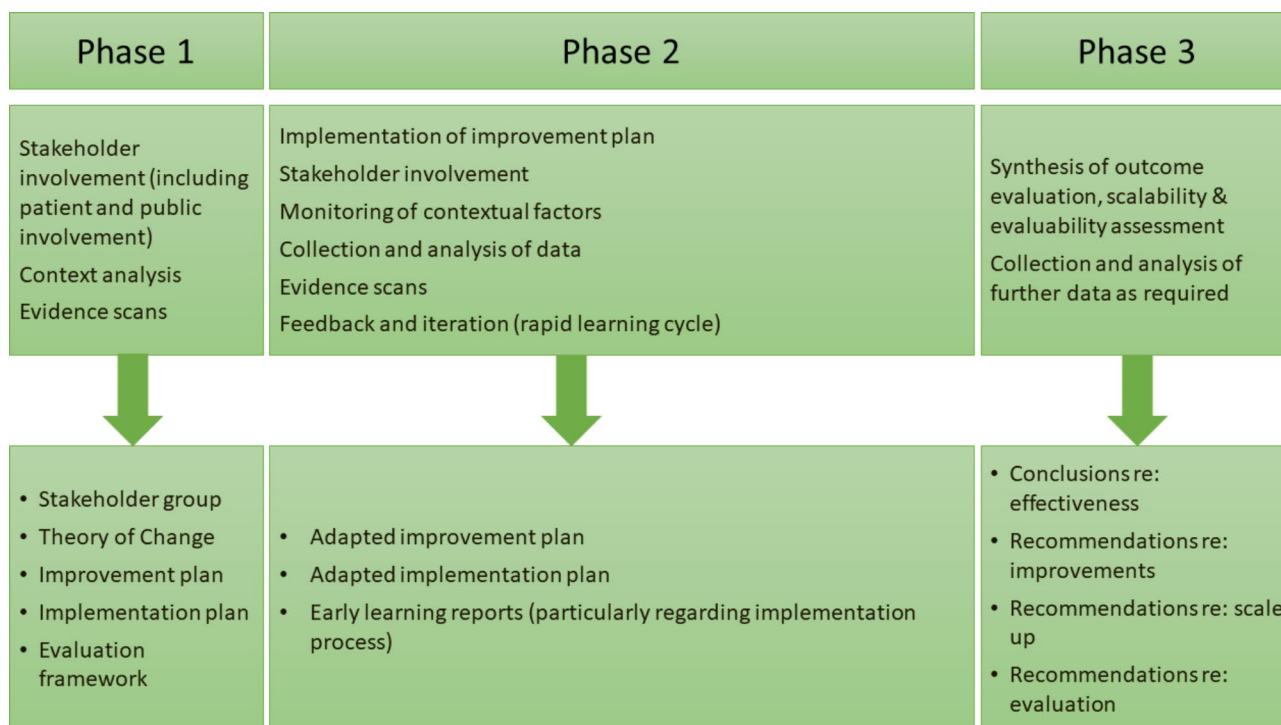 Phase 1
Phase 2
Phase 3
Stakeholder
involvement (including
patient and public
involvement)
Context analysis
Evidence scans
Implementation of improvement plan
Stakeholder involvement
Monitoring of contextual factors
Collection and analysis of data
Evidence scans
Feedback and iteration (rapid learning cycle)
Synthesis of outcome
evaluation, scalability &
evaluability assessment
Collection and analysis of
further data as required
• Stakeholder group
• Theory of Change
• Improvement plan
• Implementation plan
• Evaluation
framework
• Adapted improvement plan
• Adapted implementation plan
• Early learning reports (particularly regarding implementation
process)
• Conclusions re:
effectiveness
• Recommendations re:
improvements
• Recommendations re: scale
up
• Recommendations re:
evaluation